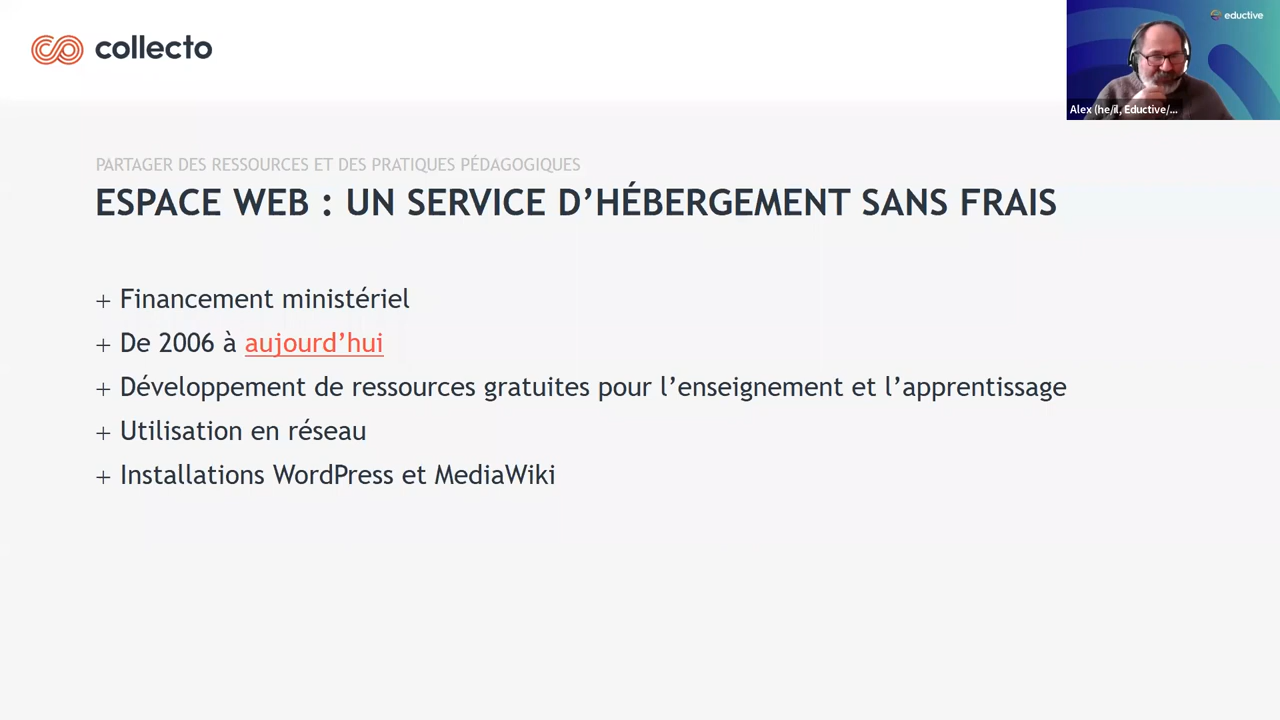 collecto
eductive
Alex (he/il, Eductive/...
PARTAGER DES RESSOURCES ET DES PRATIQUES PÉDAGOGIQUES
ESPACE WEB : UN SERVICE D’HÉBERGEMENT SANS FRAIS
+ Financement ministériel
+ De 2006 à aujourd’hui
+ Développement de ressources gratuites pour l’enseignement et l’apprentissage
+ Utilisation en réseau
+ Installations WordPress et MediaWiki